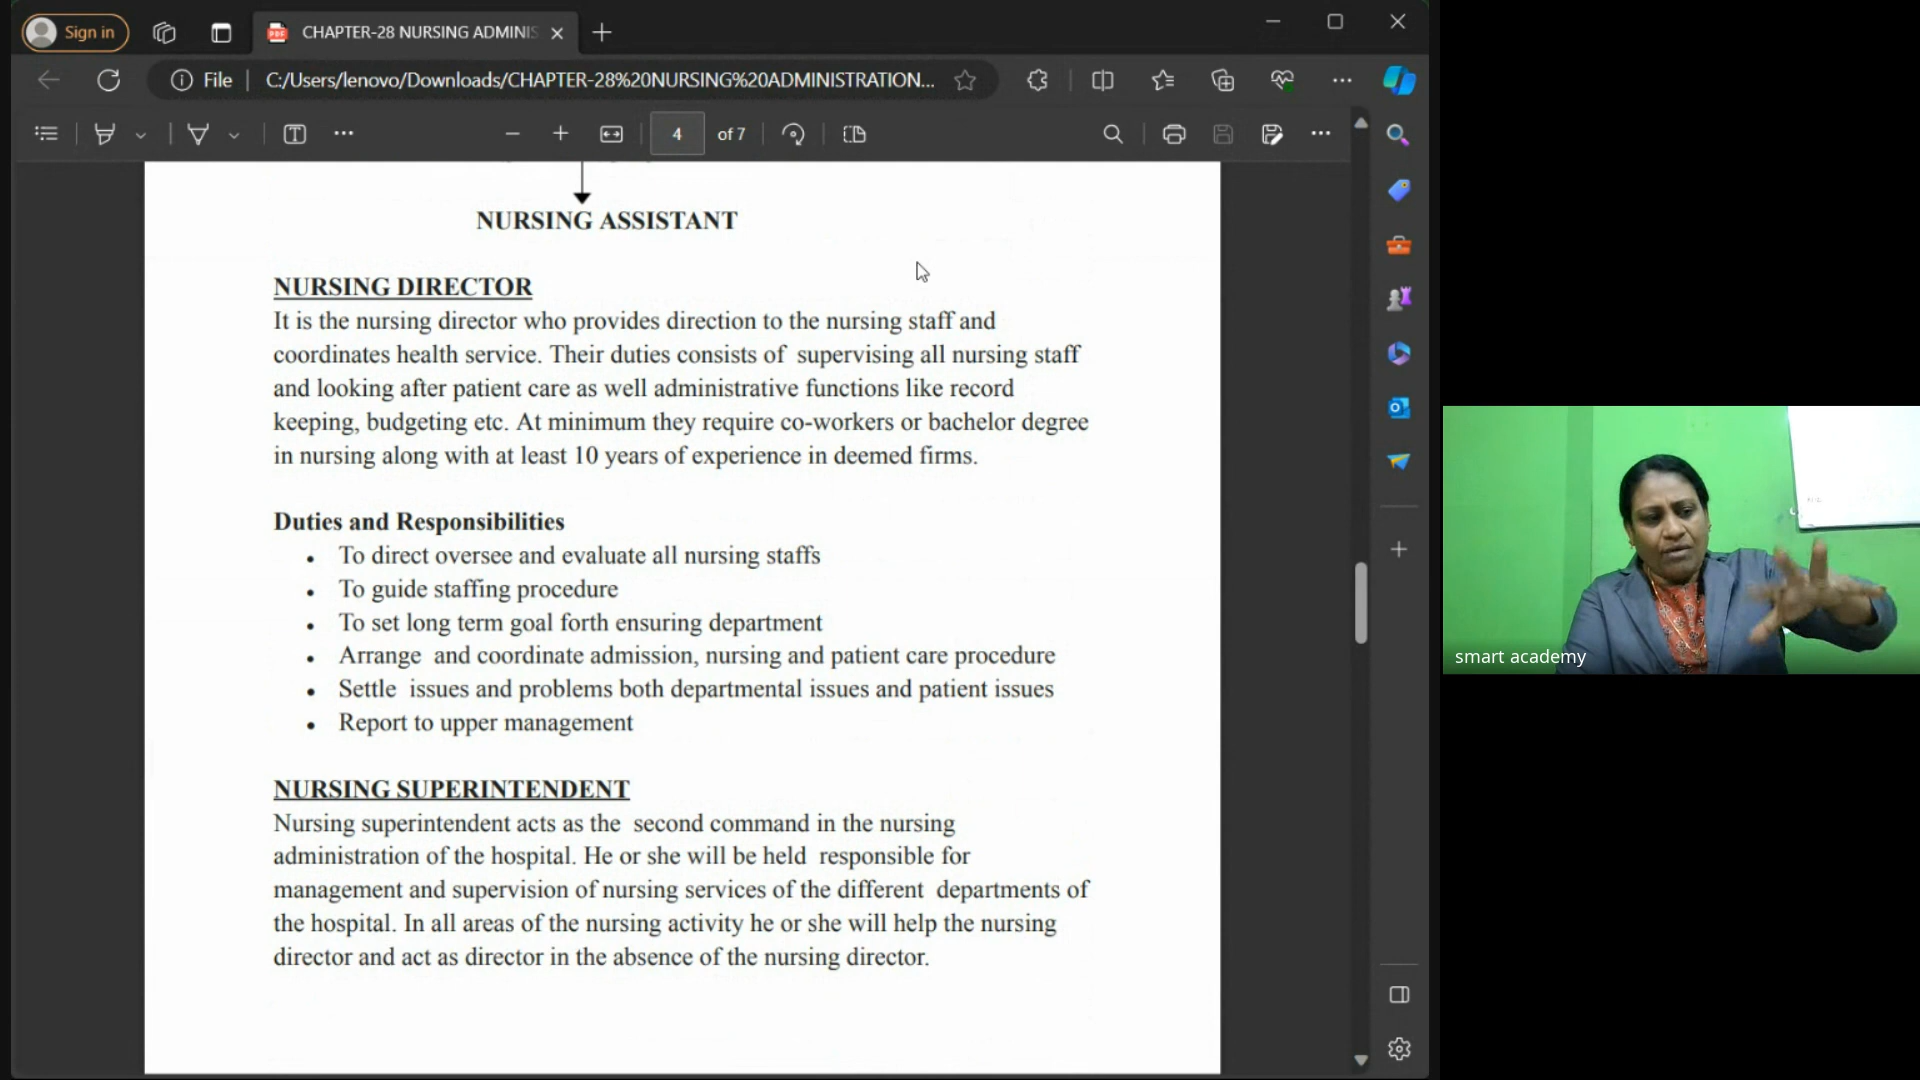 Sign in
CHAPTER-28 NURSING ADMINIS
File
C:/Users/lenovo/Downloads/CHAPTER-28%20NURSING%20ADMINISTRATION...
4 of 7
NURSING ASSISTANT
NURSING DIRECTOR
It is the nursing director who provides direction to the nursing staff and
coordinates health service. Their duties consists of supervising all nursing staff
and looking after patient care as well administrative functions like record
keeping, budgeting etc. At minimum they require co-workers or bachelor degree
in nursing along with at least 10 years of experience in deemed firms.
Duties and Responsibilities
• To direct oversee and evaluate all nursing staffs
• To guide staffing procedure
• To set long term goal forth ensuring department
• Arrange and coordinate admission, nursing and patient care procedure
• Settle issues and problems both departmental issues and patient issues
• Report to upper management
NURSING SUPERINTENDENT
Nursing superintendent acts as the second command in the nursing
administration of the hospital. He or she will be held responsible for
management and supervision of nursing services of the different departments of
the hospital. In all areas of the nursing activity he or she will help the nursing
director and act as director in the absence of the nursing director.
smart academy